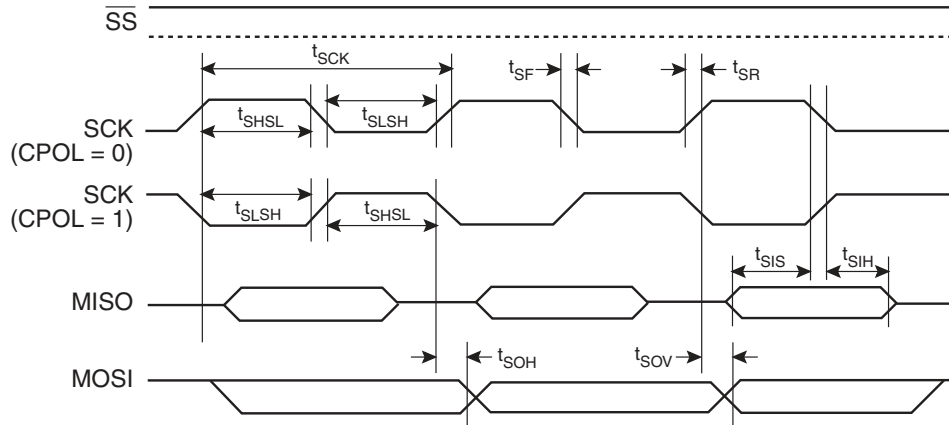 SS
tSCK
tSF
tSR
SCK
(CPOL = 0)
tSHSL
tSLSH
SCK
(CPOL = 1)
tSLSH
tSHSL
tSIS
tSIH
MISO
tSOH
tSOV
MOSI